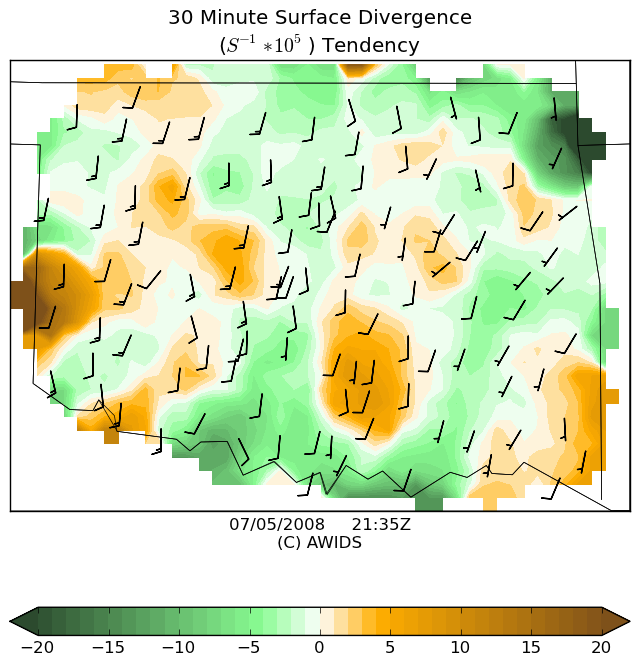 30 Minute Surface Divergence
(S⁻¹ *10⁵ ) Tendency
07/05/2008 21:35Z
(C) AWIDS
−20 −15 −10 −5 0 5 10 15 20